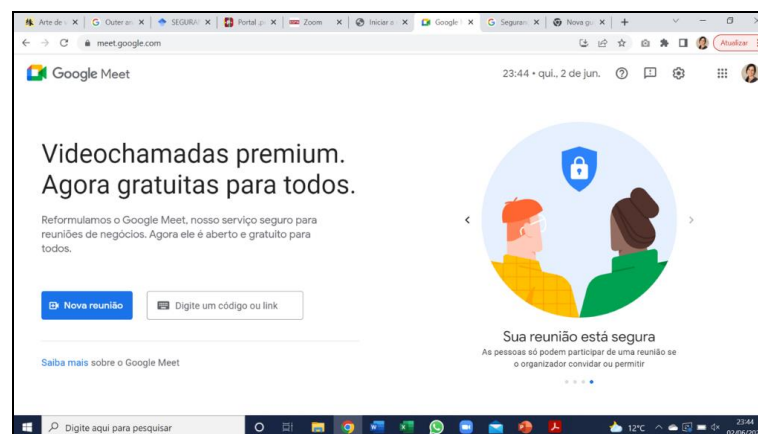 Arte de
Outer an
SEGURAN
Portal
Zoom
Iniciar a
Google
Seguran
Nova gu
meet.google.com
Atualizar
Google Meet
23:44 • qui., 2 de jun.
Videochamadas premium.
Agora gratuitas para todos.
Reformulamos o Google Meet, nosso serviço seguro para
reuniões de negócios. Agora ele é aberto e gratuito para
todos.
Nova reunião
Digite um código ou link
Saiba mais sobre o Google Meet
Sua reunião está segura
As pessoas só podem participar de uma reunião se
o organizador convidar ou permitir
Digite aqui para pesquisar
12°C
23:44